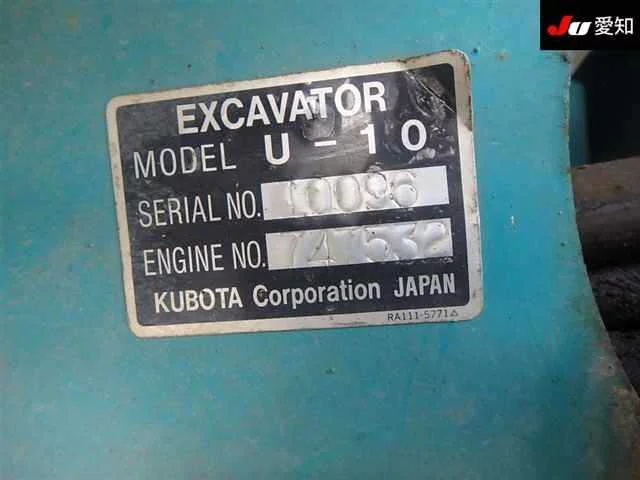 JU 愛知
EXCAVATOR
MODEL U-10
SERIAL NO. 10096
ENGINE NO.
KUBOTA Corporation JAPAN
RA111-5771△